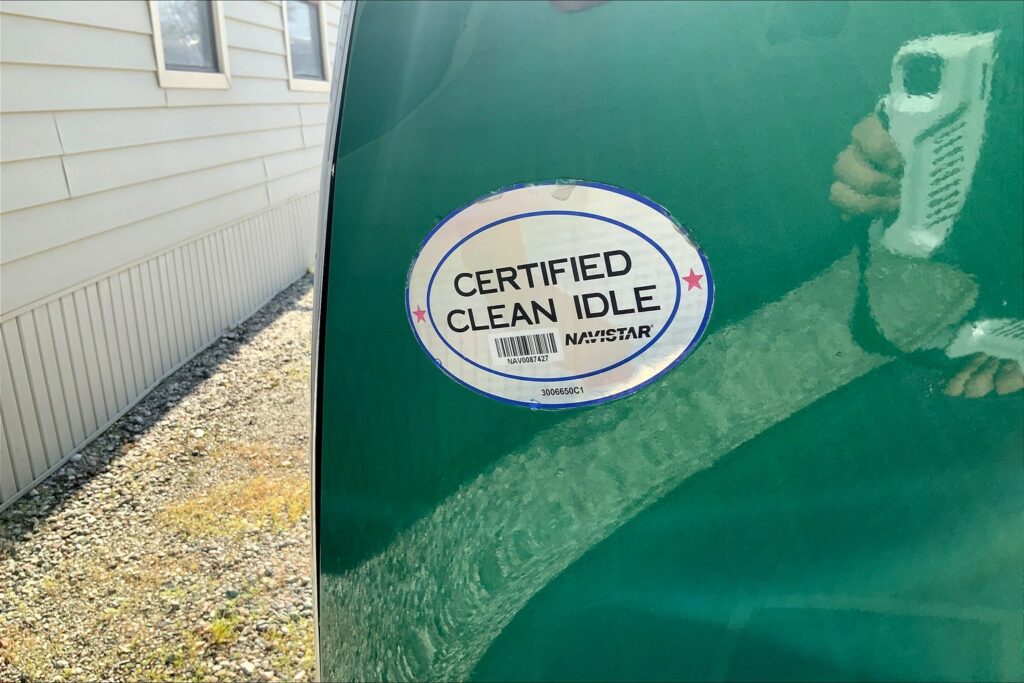 CERTIFIED
CLEAN IDLE
NAVISTAR®
NAV0087427
3006650C1